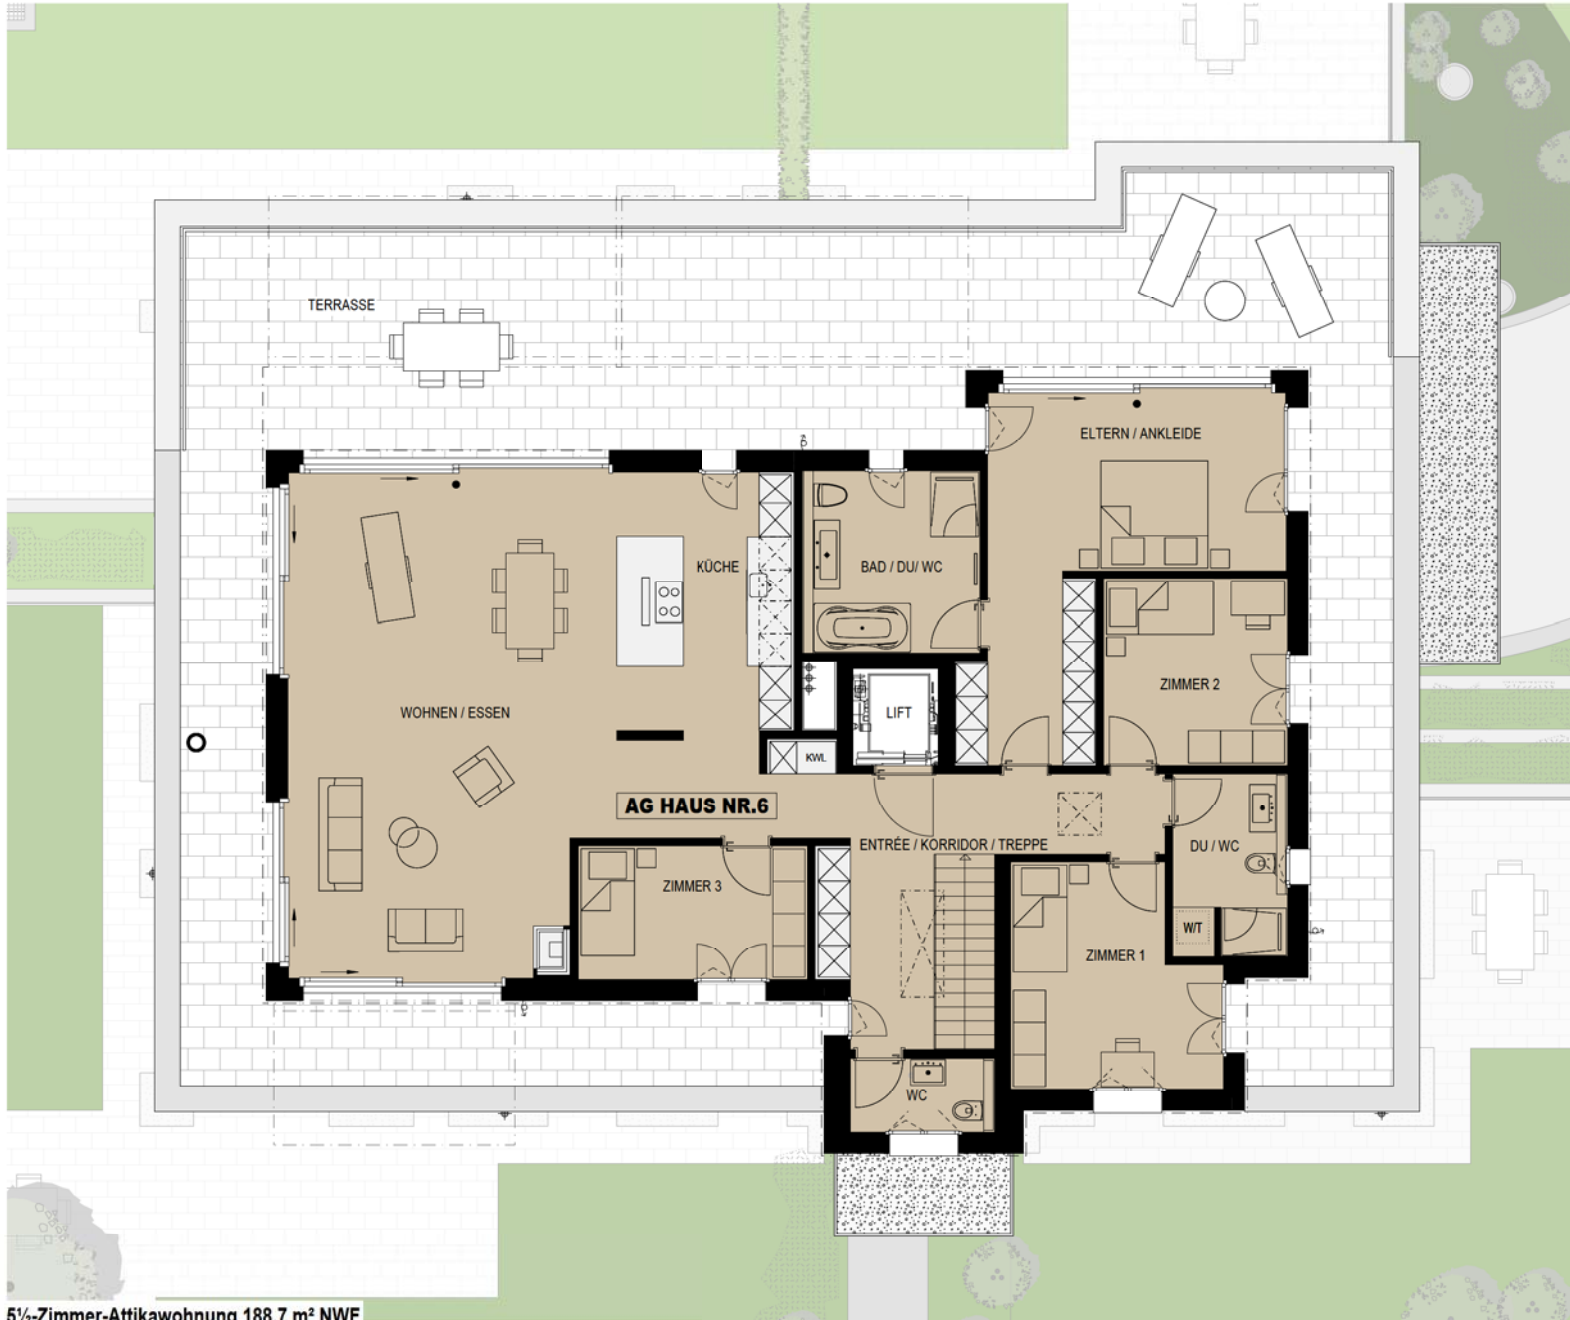 TERRASSE
ELTERN / ANKLEIDE
KÜCHE
BAD / DU/ WC
ZIMMER 2
WOHNEN / ESSEN
LIFT
KWL
AG HAUS NR.6
ENTRÉE / KORRIDOR / TREPPE
DU / WC
ZIMMER 3
W/T
ZIMMER 1
WC
5½-Zimmer-Attikawohnung 188.7 m² NWF